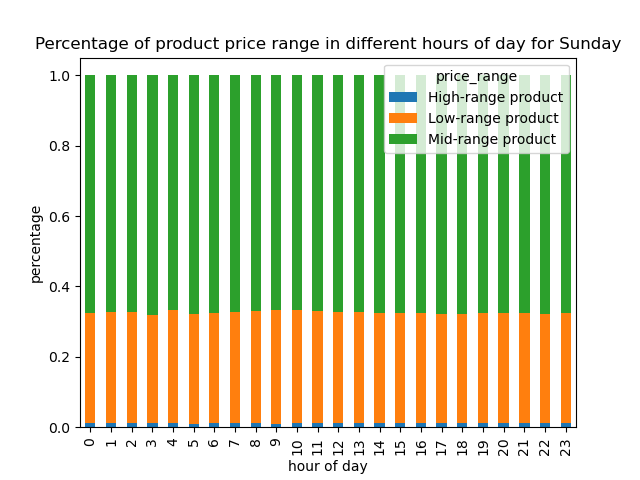 Percentage of product price range in different hours of day for Sunday
price_range
High-range product
Low-range product
Mid-range product
percentage
1.0
0.8
0.6
0.4
0.2
0.0
0 1 2 3 4 5 6 7 8 9 10 11 12 13 14 15 16 17 18 19 20 21 22 23
hour of day